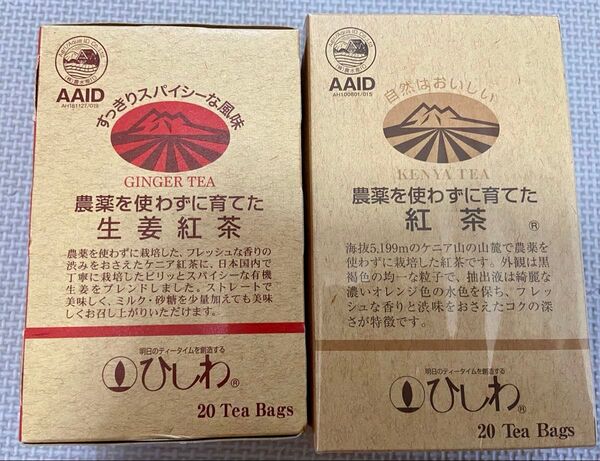 AAID
AH181127/019
すっきりスパイシーな風味
GINGER TEA
農薬を使わずに育てた
生姜紅茶
農薬を使わずに栽培した、フレッシュな香りの
渋みをおさえたケニア紅茶に、日本国内で
丁寧に栽培したピリッとスパイシーな有機
生姜をブレンドしました。ストレートで
美味しく、ミルク・砂糖を少量加えても美味
しくお召し上がりいただけます。
明日のティータイムを創造する
ひしわ®
20 Tea Bags
AAID
AH100801/015
自然はおいしい
KENYA TEA
農薬を使わずに育てた
紅茶 ®
海抜5,199mのケニア山の山麓で農薬を
使わずに栽培した紅茶です。外観は黒
褐色の均一な粒子で、抽出液は綺麗な
濃いオレンジ色の水色を保ち、フレッ
シュな香りと渋味をおさえたコクの深
さが特徴です。
明日のティータイムを創造する
ひしわ®
20 Tea Bags